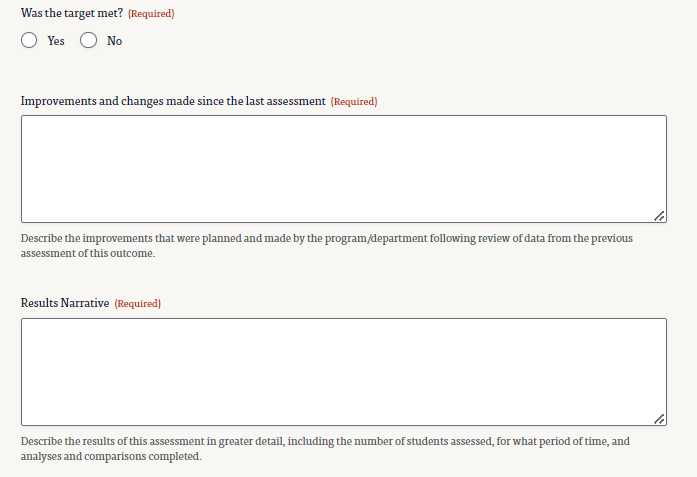 Was the target met? (Required)
Yes No
Improvements and changes made since the last assessment (Required)
Describe the improvements that were planned and made by the program/department following review of data from the previous
assessment of this outcome.
Results Narrative (Required)
Describe the results of this assessment in greater detail, including the number of students assessed, for what period of time, and
analyses and comparisons completed.